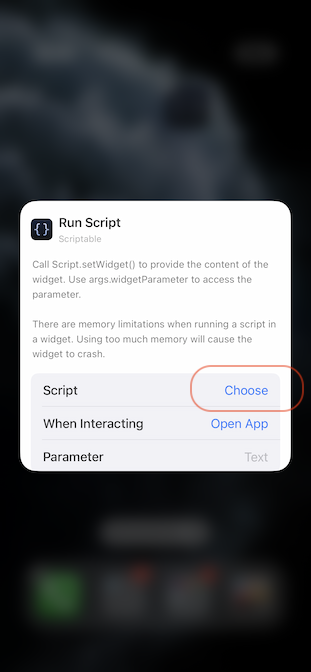 { }
Run Script
Scriptable
Call Script.setWidget() to provide the content of the
widget. Use args.widgetParameter to access the
parameter.
There are memory limitations when running a script in
a widget. Using too much memory will cause the
widget to crash.
Script Choose
When Interacting Open App
Parameter Text